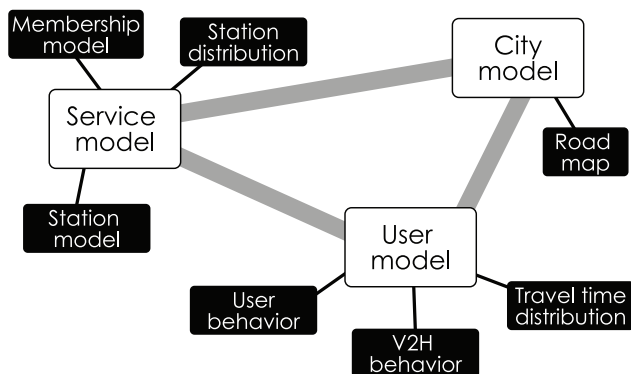 Membership
model
Station
distribution
City
model
Service
model
Road
map
Station
model
User
model
User
behavior
Travel time
distribution
V2H
behavior